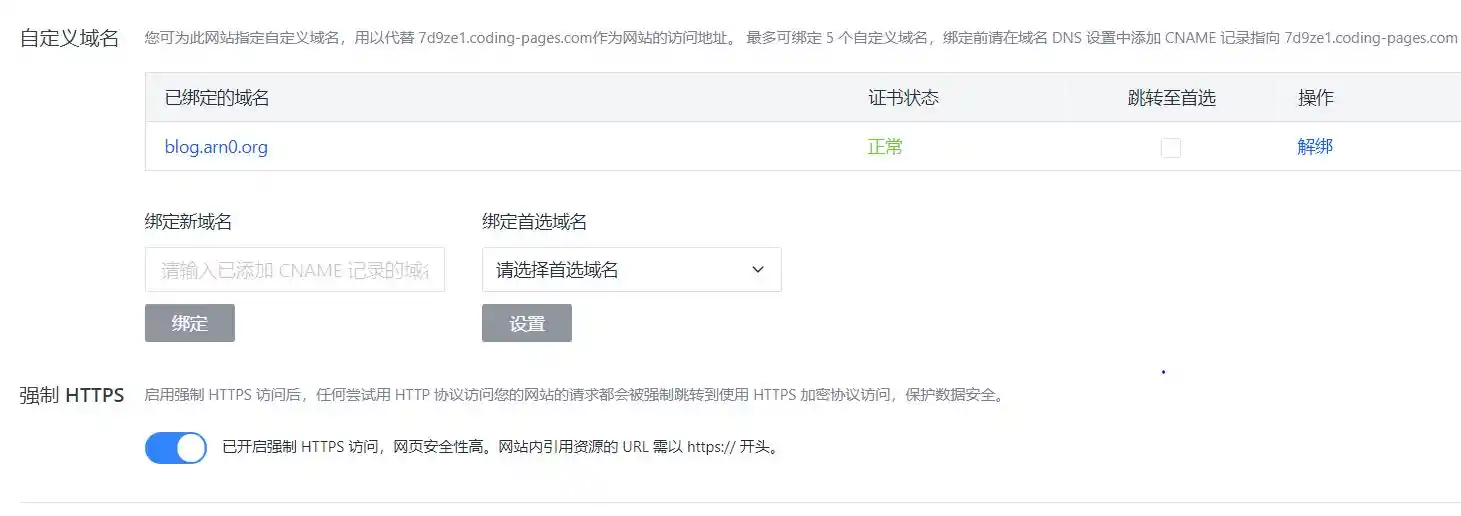 自定义域名 您可为此网站指定自定义域名，用以代替 7d9ze1.coding-pages.com作为网站的访问地址。 最多可绑定 5 个自定义域名，绑定前请在域名 DNS 设置中添加 CNAME 记录指向 7d9ze1.coding-pages.com
已绑定的域名 证书状态 跳转至首选 操作
blog.arn0.org 正常 解绑
绑定新域名 绑定首选域名
请输入已添加 CNAME 记录的域名 请选择首选域名
绑定 设置
强制 HTTPS 启用强制 HTTPS 访问后，任何尝试用 HTTP 协议访问您的网站的请求都会被强制跳转到使用 HTTPS 加密协议访问，保护数据安全。
已开启强制 HTTPS 访问，网页安全性高。网站内引用资源的 URL 需以 https:// 开头。